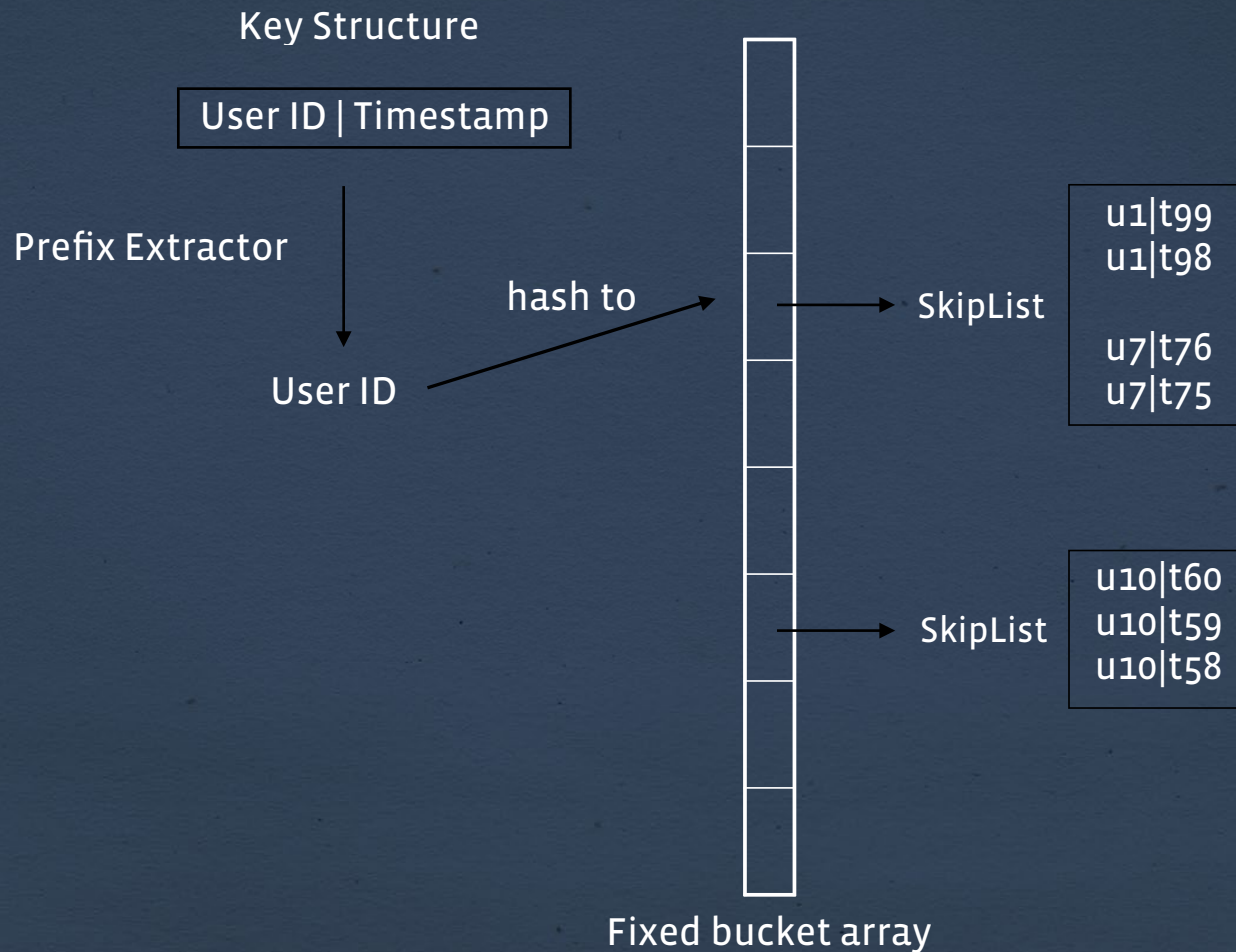 Key Structure
User ID | Timestamp
Prefix Extractor
User ID
hash to
SkipList
u1|t99
u1|t98
u7|t76
u7|t75
SkipList
u10|t60
u10|t59
u10|t58
Fixed bucket array